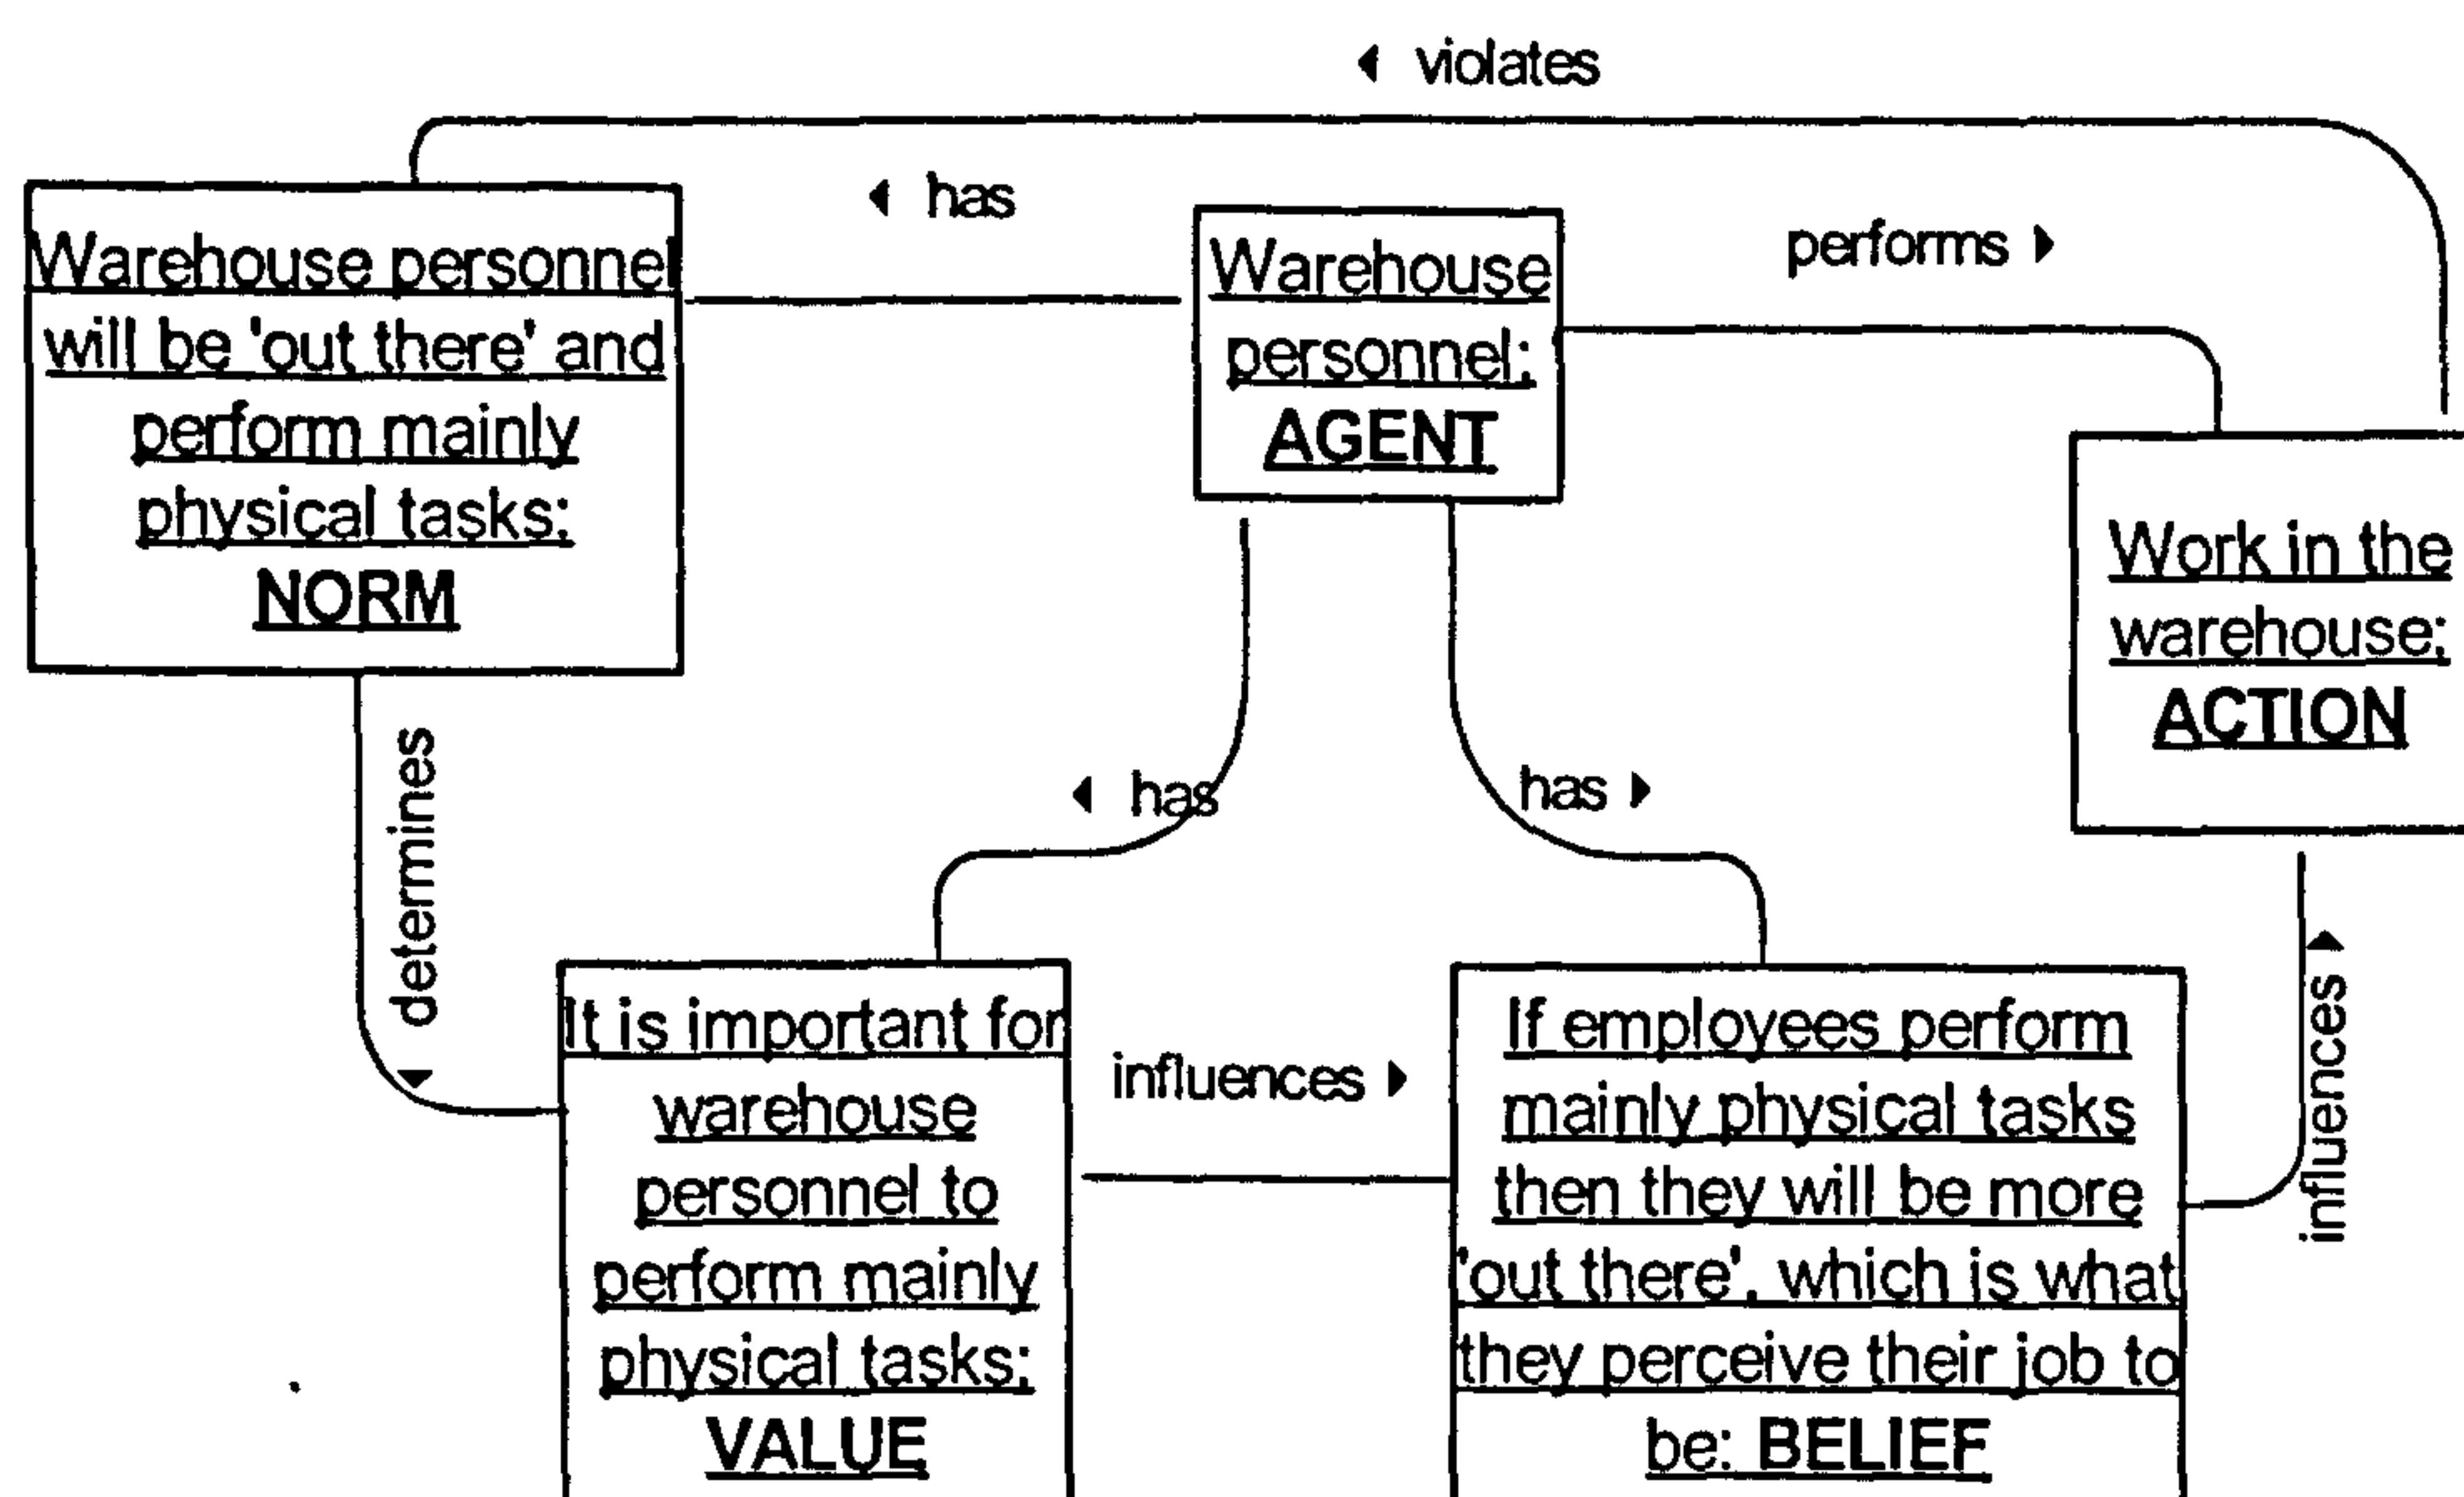 violates
has
performs
Warehouse personnel
will be 'out there' and
perform mainly
physical tasks:
NORM
Warehouse
personnel:
AGENT
Work in the
warehouse:
ACTION
determines
has
has
influences
It is important for
warehouse
personnel to
perform mainly
physical tasks:
VALUE
influences
If employees perform
mainly physical tasks
then they will be more
'out there', which is what
they perceive their job to
be: BELIEF